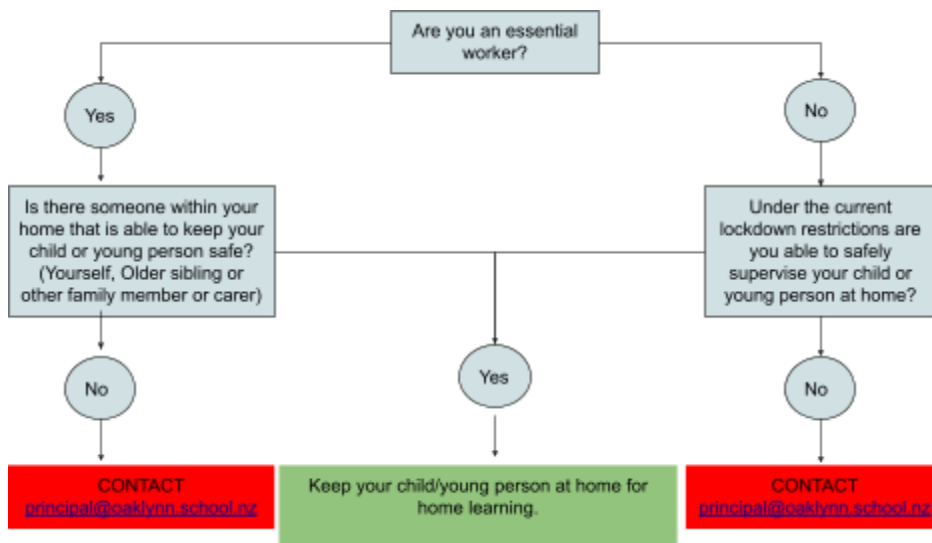 Are you an essential
worker?
Yes
No
Is there someone within your
home that is able to keep your
child or young person safe?
(Yourself, Older sibling or
other family member or carer)
Under the current
lockdown restrictions are
you able to safely
supervise your child or
young person at home?
No
Yes
No
CONTACT
principal@oaklynn.school.nz
Keep your child/young person at home for
home learning.
CONTACT
principal@oaklynn.school.nz